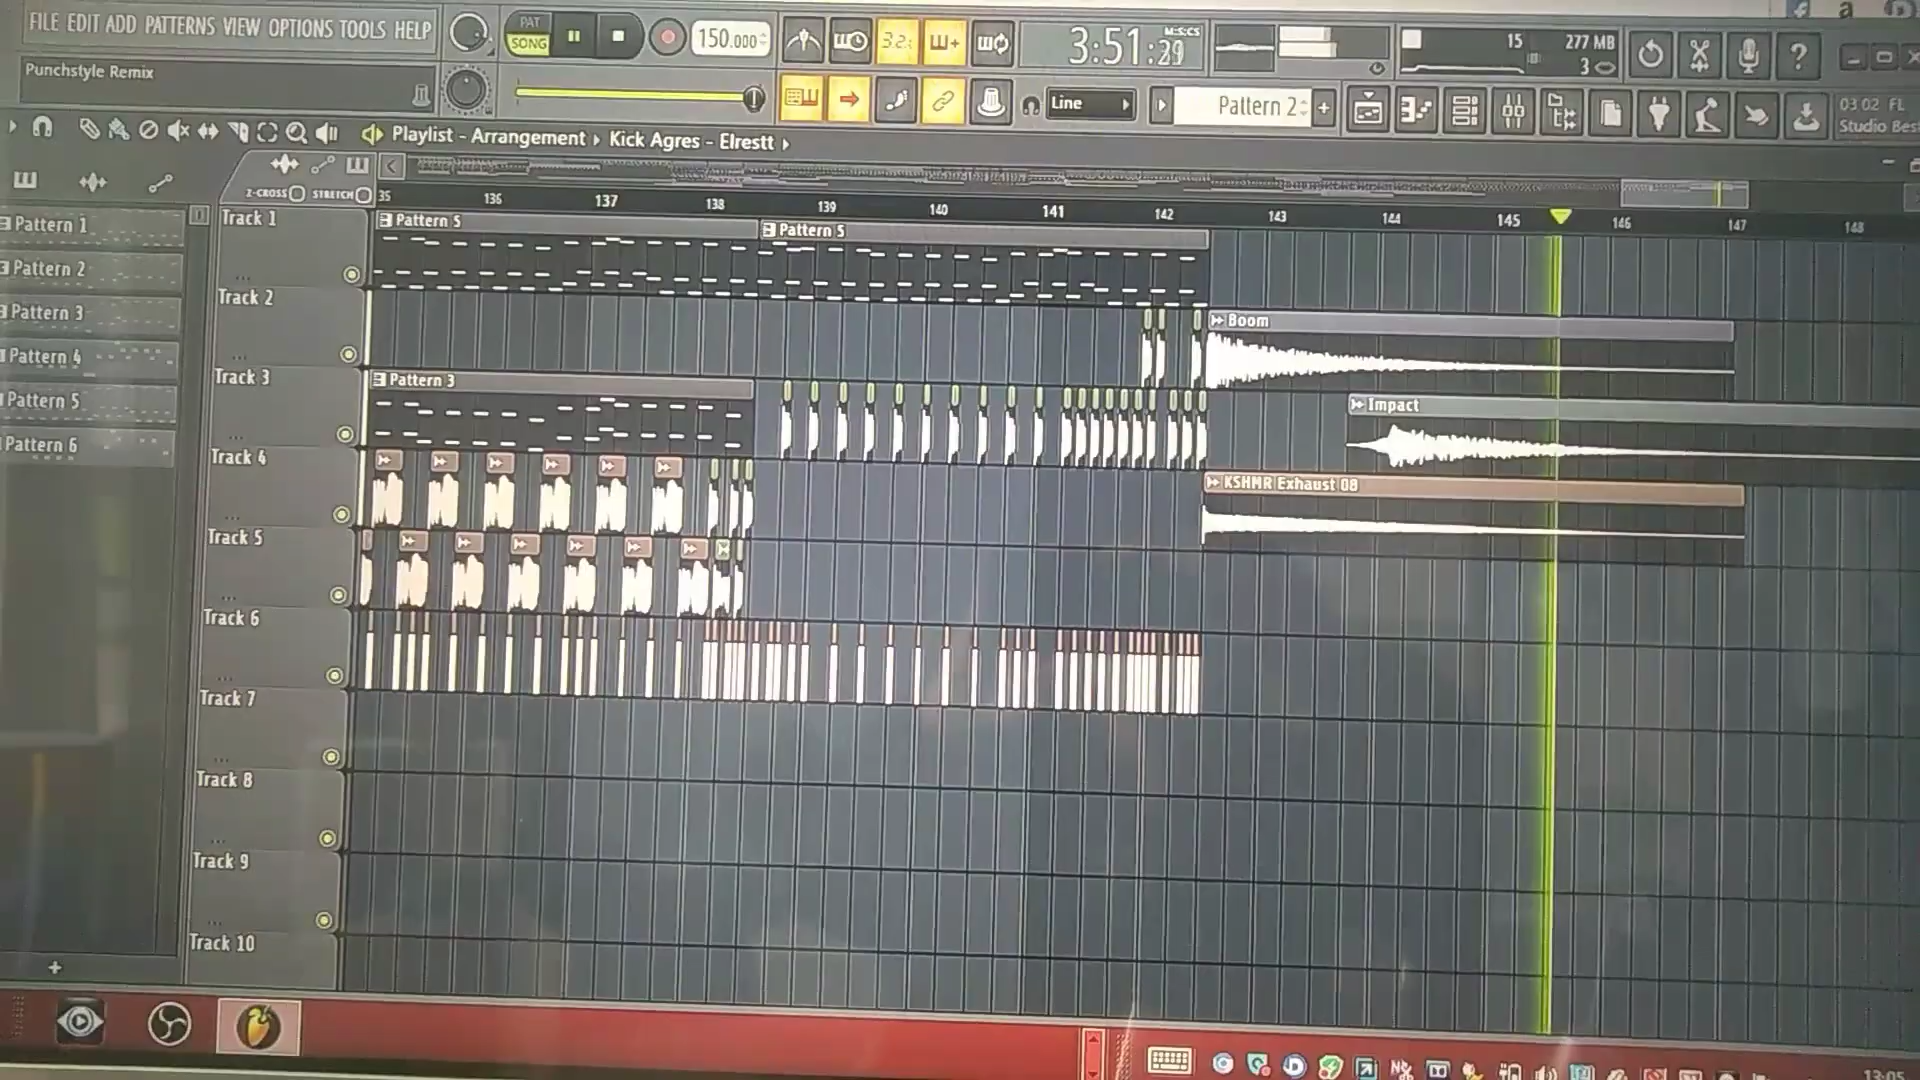 FILE EDIT ADD PATTERNS VIEW OPTIONS TOOLS HELP
PAT
SONG
150.000
3:51:29
M:S:CS
15
277 MB
3
Punchstyle Remix
Line
Pattern 2
03 02 FL
Studio Bes
Playlist - Arrangement ▸ Kick Agres - Elrestt ▸
Z-CROSS
STRETCH
35
136
137
138
139
140
141
142
143
144
145
146
147
148
Pattern 1
Pattern 2
Pattern 3
Pattern 4
Pattern 5
Pattern 6
Track 1
Pattern 5
Pattern 5
Track 2
Boom
Track 3
Pattern 3
Impact
Track 4
KSHMR Exhaust 08
Track 5
Track 6
Track 7
Track 8
Track 9
Track 10
13:05